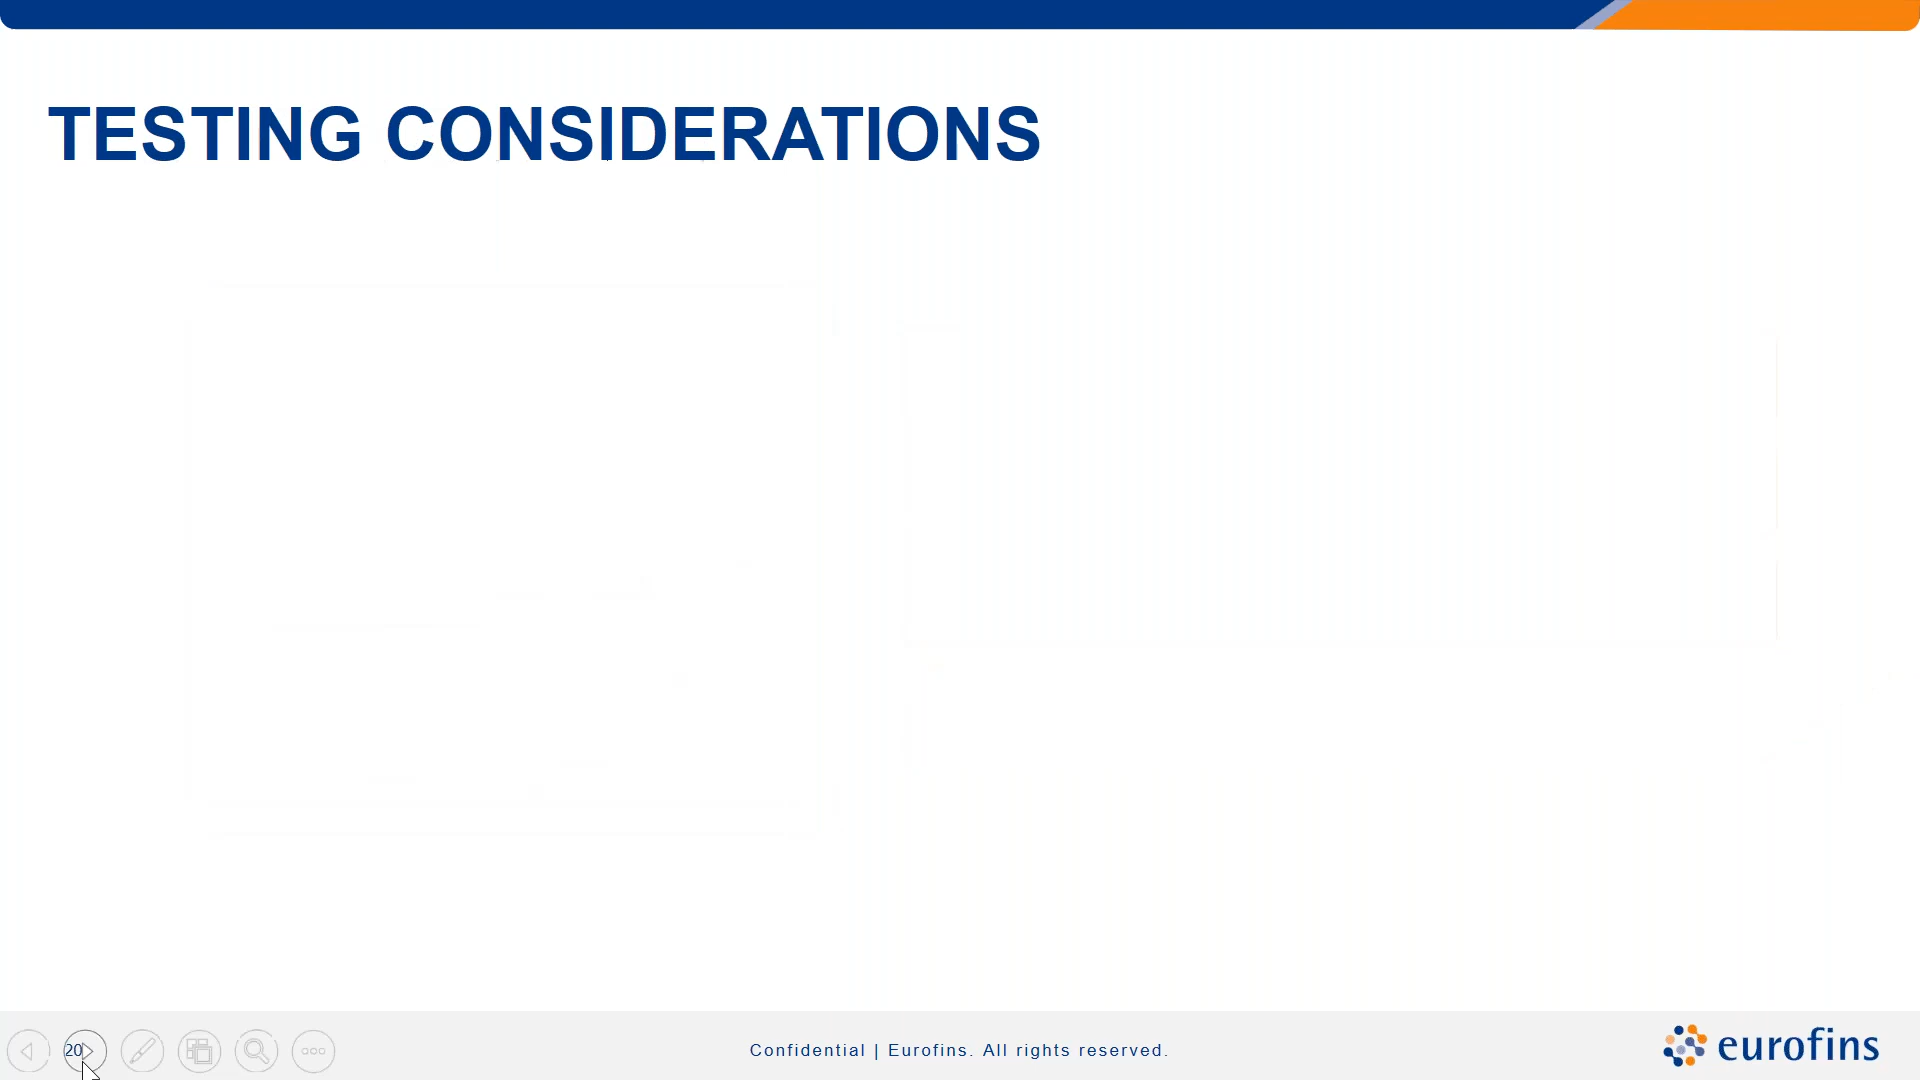 TESTING CONSIDERATIONS
20
Confidential | Eurofins. All rights reserved.
eurofins